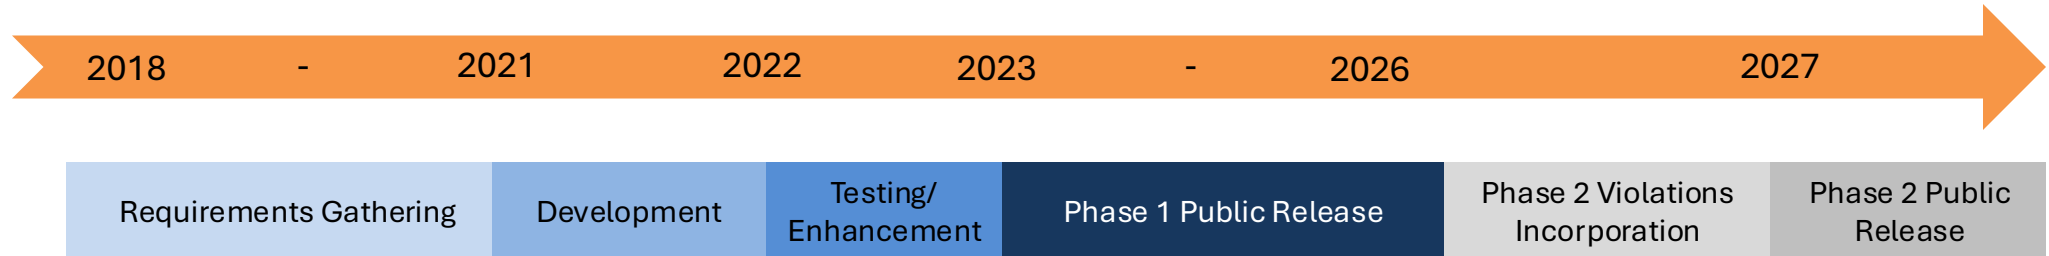 2018 - 2021 2022 2023 - 2026 2027
Requirements Gathering
Development
Testing/
Enhancement
Phase 1 Public Release
Phase 2 Violations
Incorporation
Phase 2 Public
Release